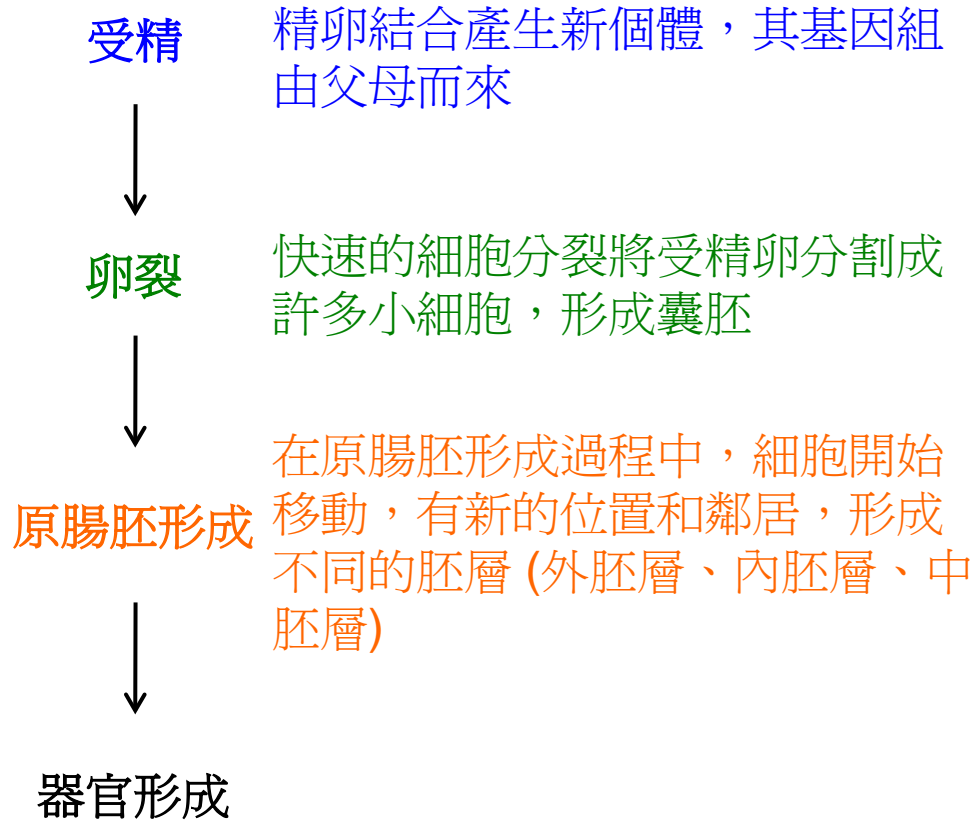 受精
精卵結合產生新個體，其基因組
由父母而來
卵裂
快速的細胞分裂將受精卵分割成
許多小細胞，形成囊胚
原腸胚形成
在原腸胚形成過程中，細胞開始
移動，有新的位置和鄰居，形成
不同的胚層 (外胚層、內胚層、中
胚層)
器官形成